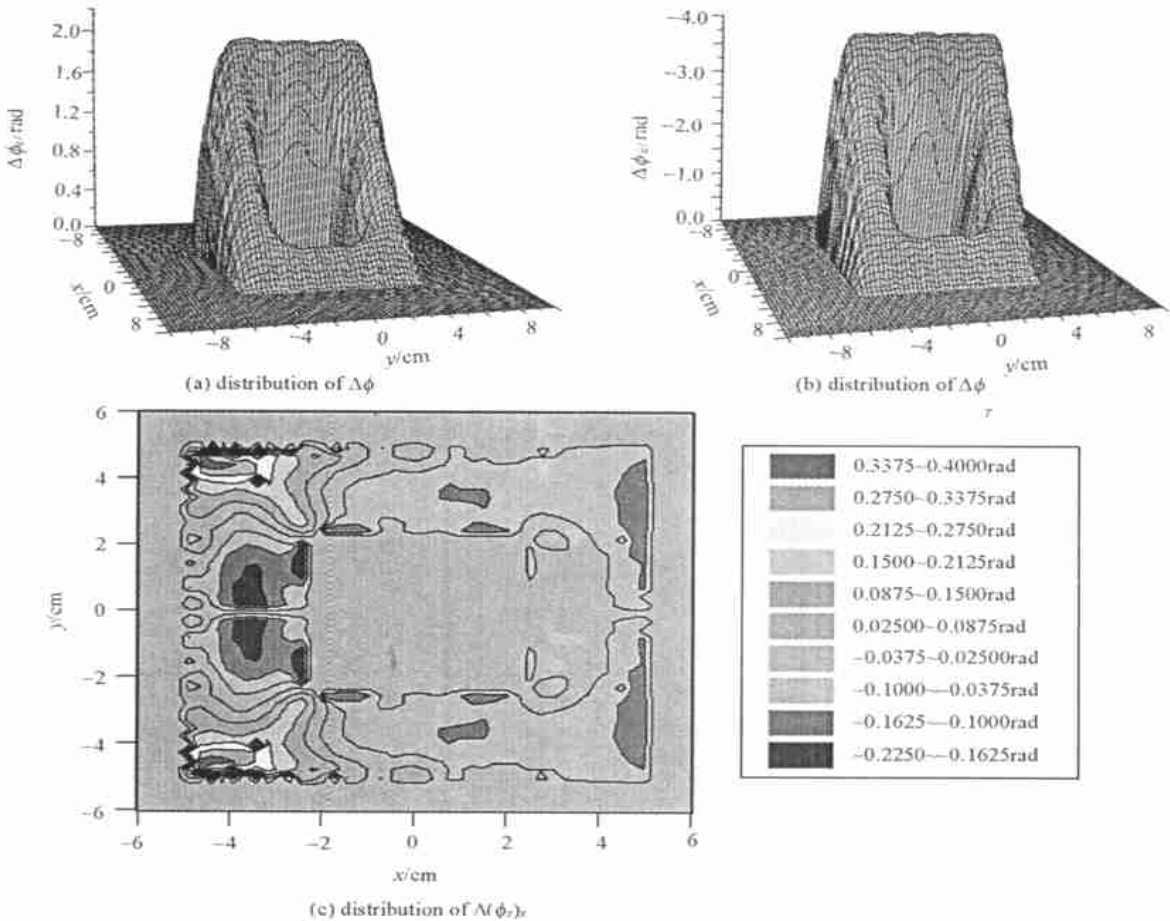 2.0
1.6
1.2
0.8
0.4
0.0
−8
0
8
x/cm
−8
−4
0
4
8
y/cm
(a) distribution of Δϕ
−4.0
−3.0
−2.0
−1.0
0.0
−8
0
8
x/cm
−8
−4
0
4
8
y/cm
(b) distribution of Δϕ
T
6
4
2
0
−2
−4
−6
y/cm
−6
−4
−2
0
2
4
6
x/cm
0.3375~0.4000rad
0.2750~0.3375rad
0.2125~0.2750rad
0.1500~0.2125rad
0.0875~0.1500rad
0.02500~0.0875rad
−0.0375~0.02500rad
−0.1000~−0.0375rad
−0.1625~−0.1000rad
−0.2250~−0.1625rad
(c) distribution of